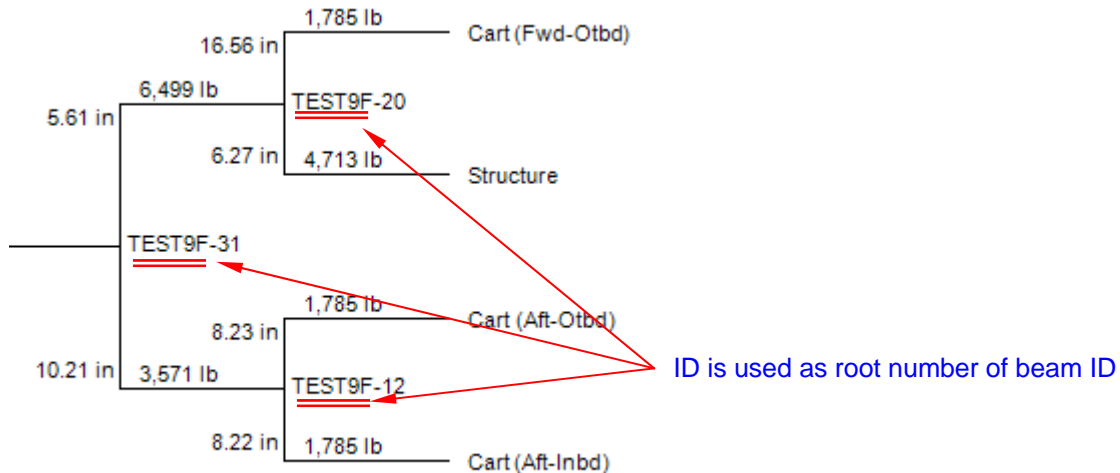 1,785 lb
16.56 in
Cart (Fwd-Otbd)
6,499 lb
5.61 in
TEST9F-20
6.27 in
4,713 lb
Structure
TEST9F-31
1,785 lb
8.23 in
Cart (Aft-Otbd)
10.21 in
3,571 lb
TEST9F-12
8.22 in
1,785 lb
Cart (Aft-Inbd)
ID is used as root number of beam ID